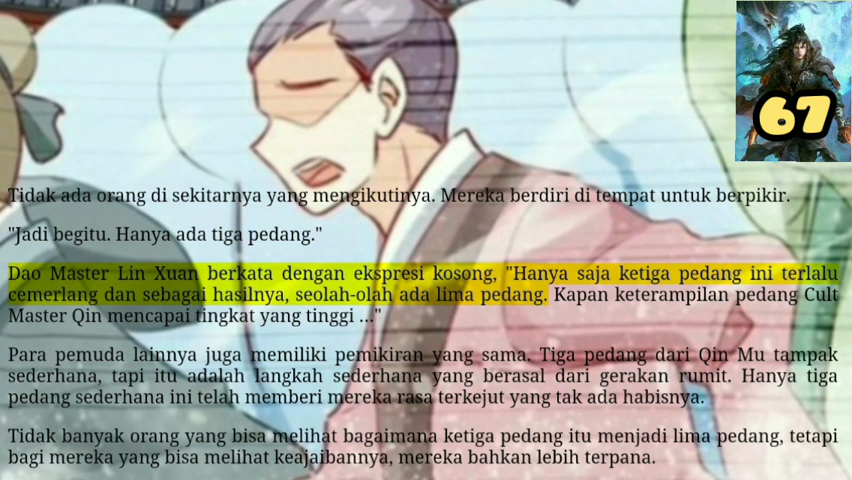 67
Tidak ada orang di sekitarnya yang mengikutinya. Mereka berdiri di tempat untuk berpikir.
"Jadi begitu. Hanya ada tiga pedang."
Dao Master Lin Xuan berkata dengan ekspresi kosong, "Hanya saja ketiga pedang ini terlalu
cemerlang dan sebagai hasilnya, seolah-olah ada lima pedang. Kapan keterampilan pedang Cult
Master Qin mencapai tingkat yang tinggi ..."
Para pemuda lainnya juga memiliki pemikiran yang sama. Tiga pedang dari Qin Mu tampak
sederhana, tapi itu adalah langkah sederhana yang berasal dari gerakan rumit. Hanya tiga
pedang sederhana ini telah memberi mereka rasa terkejut yang tak ada habisnya.
Tidak banyak orang yang bisa melihat bagaimana ketiga pedang itu menjadi lima pedang, tetapi
bagi mereka yang bisa melihat keajaibannya, mereka bahkan lebih terpana.